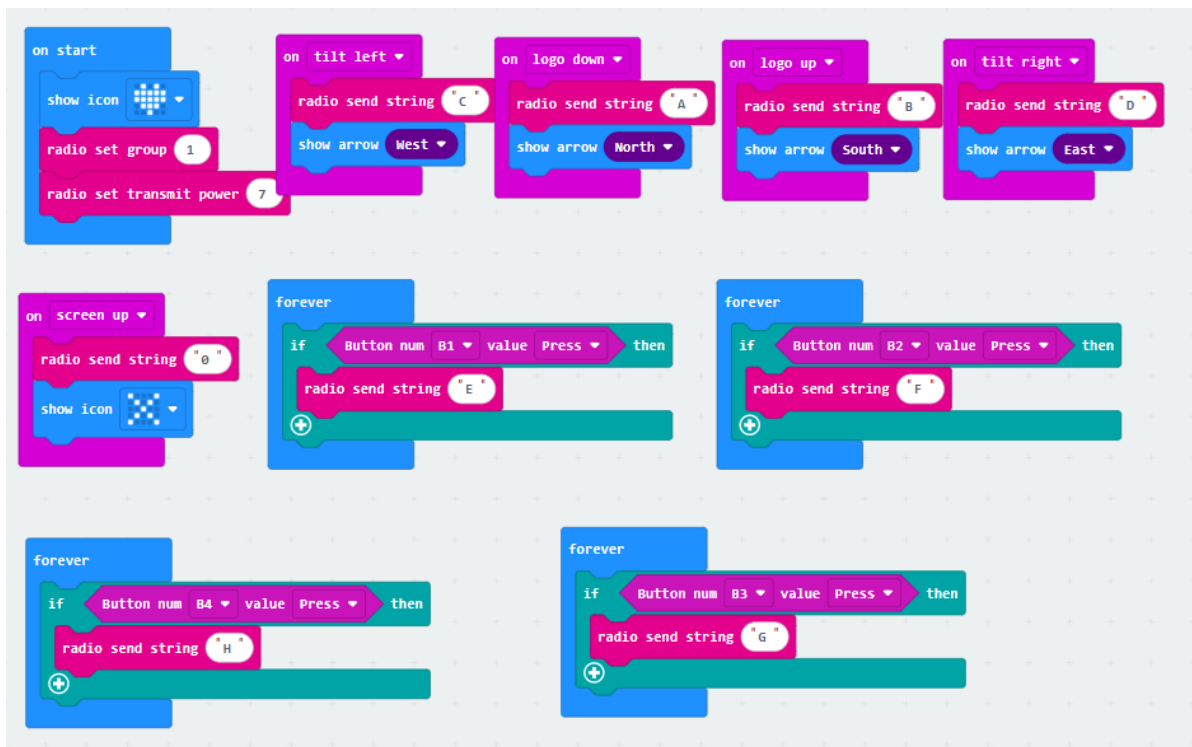 on start
show icon
radio set group 1
radio set transmit power 7
on tilt left
radio send string "C"
show arrow West
on logo down
radio send string "A"
show arrow North
on logo up
radio send string "B"
show arrow South
on tilt right
radio send string "D"
show arrow East
on screen up
radio send string "0"
show icon
forever
if Button num B1 value Press then
radio send string "E"
forever
if Button num B2 value Press then
radio send string "F"
forever
if Button num B4 value Press then
radio send string "H"
forever
if Button num B3 value Press then
radio send string "G"